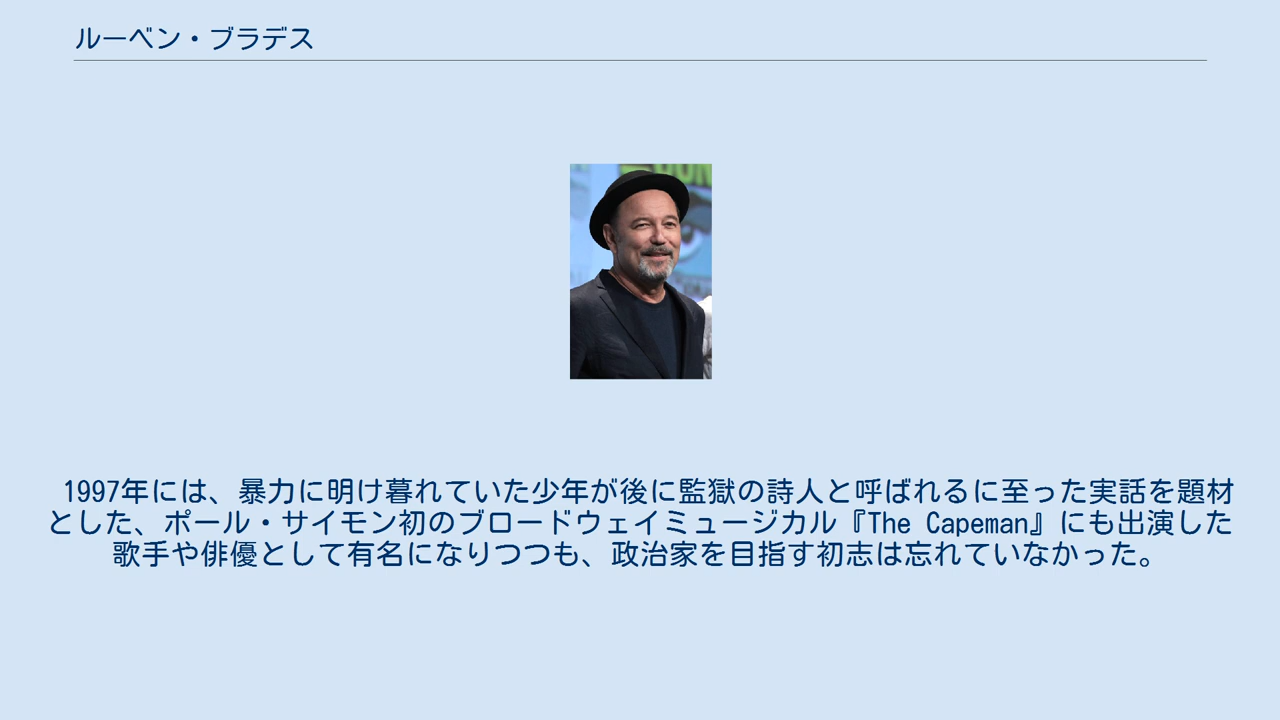 ルーベン・ブラデス
1997年には、暴力に明け暮れていた少年が後に監獄の詩人と呼ばれるに至った実話を題材
とした、ポール・サイモン初のブロードウェイミュージカル『The Capeman』にも出演した
歌手や俳優として有名になりつつも、政治家を目指す初志は忘れていなかった。